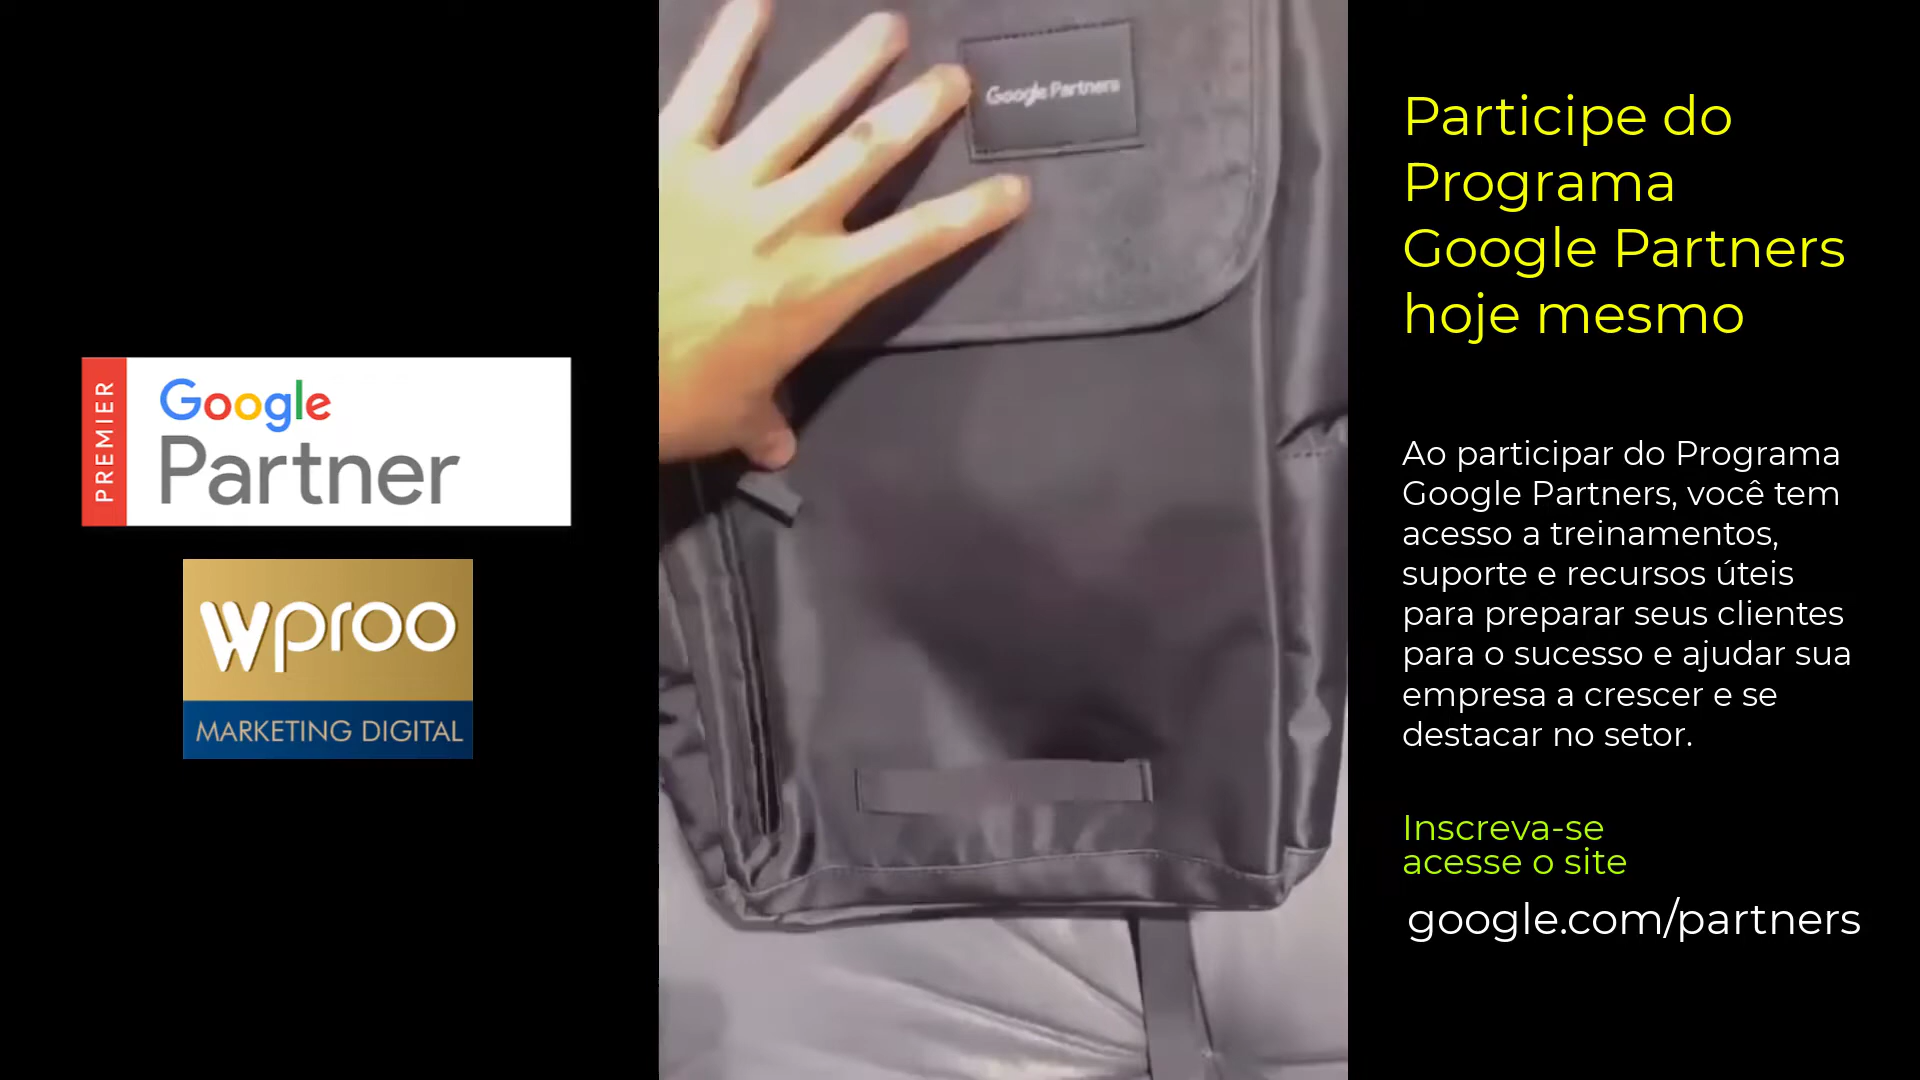 PREMIER
Google
Partner
wproo
MARKETING DIGITAL
Google Partners
Participe do
Programa
Google Partners
hoje mesmo
Ao participar do Programa
Google Partners, você tem
acesso a treinamentos,
suporte e recursos úteis
para preparar seus clientes
para o sucesso e ajudar sua
empresa a crescer e se
destacar no setor.
Inscreva-se
acesse o site
google.com/partners